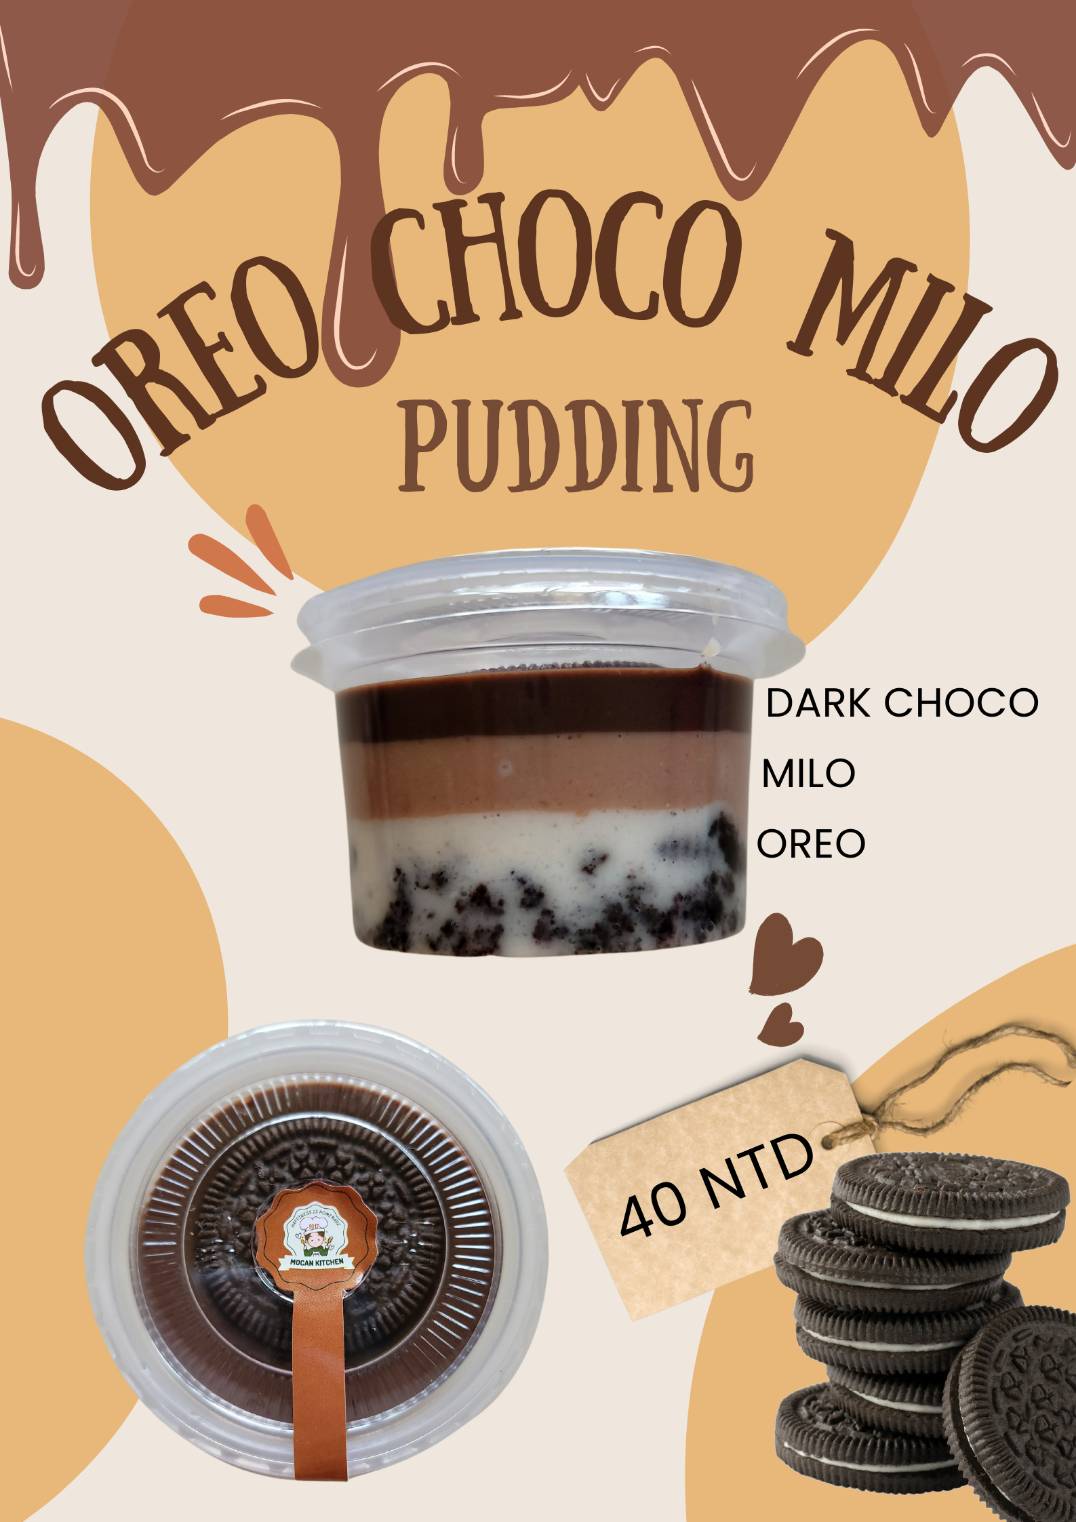 OREO CHOCO MILO
PUDDING
DARK CHOCO
MILO
OREO
40 NTD
MOCAN KITCHEN